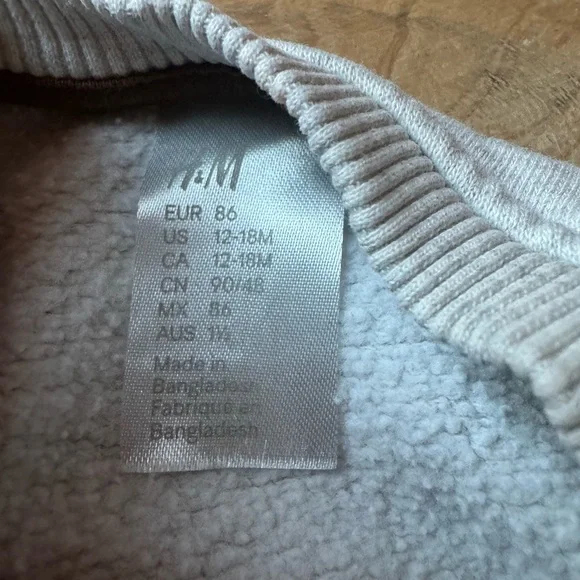 H&M
EUR 86
US 12-18M
CA 12-18M
CN 90/48
MX 86
AUS 1½
Made in
Bangladesh
Fabriqué en
Bangladesh